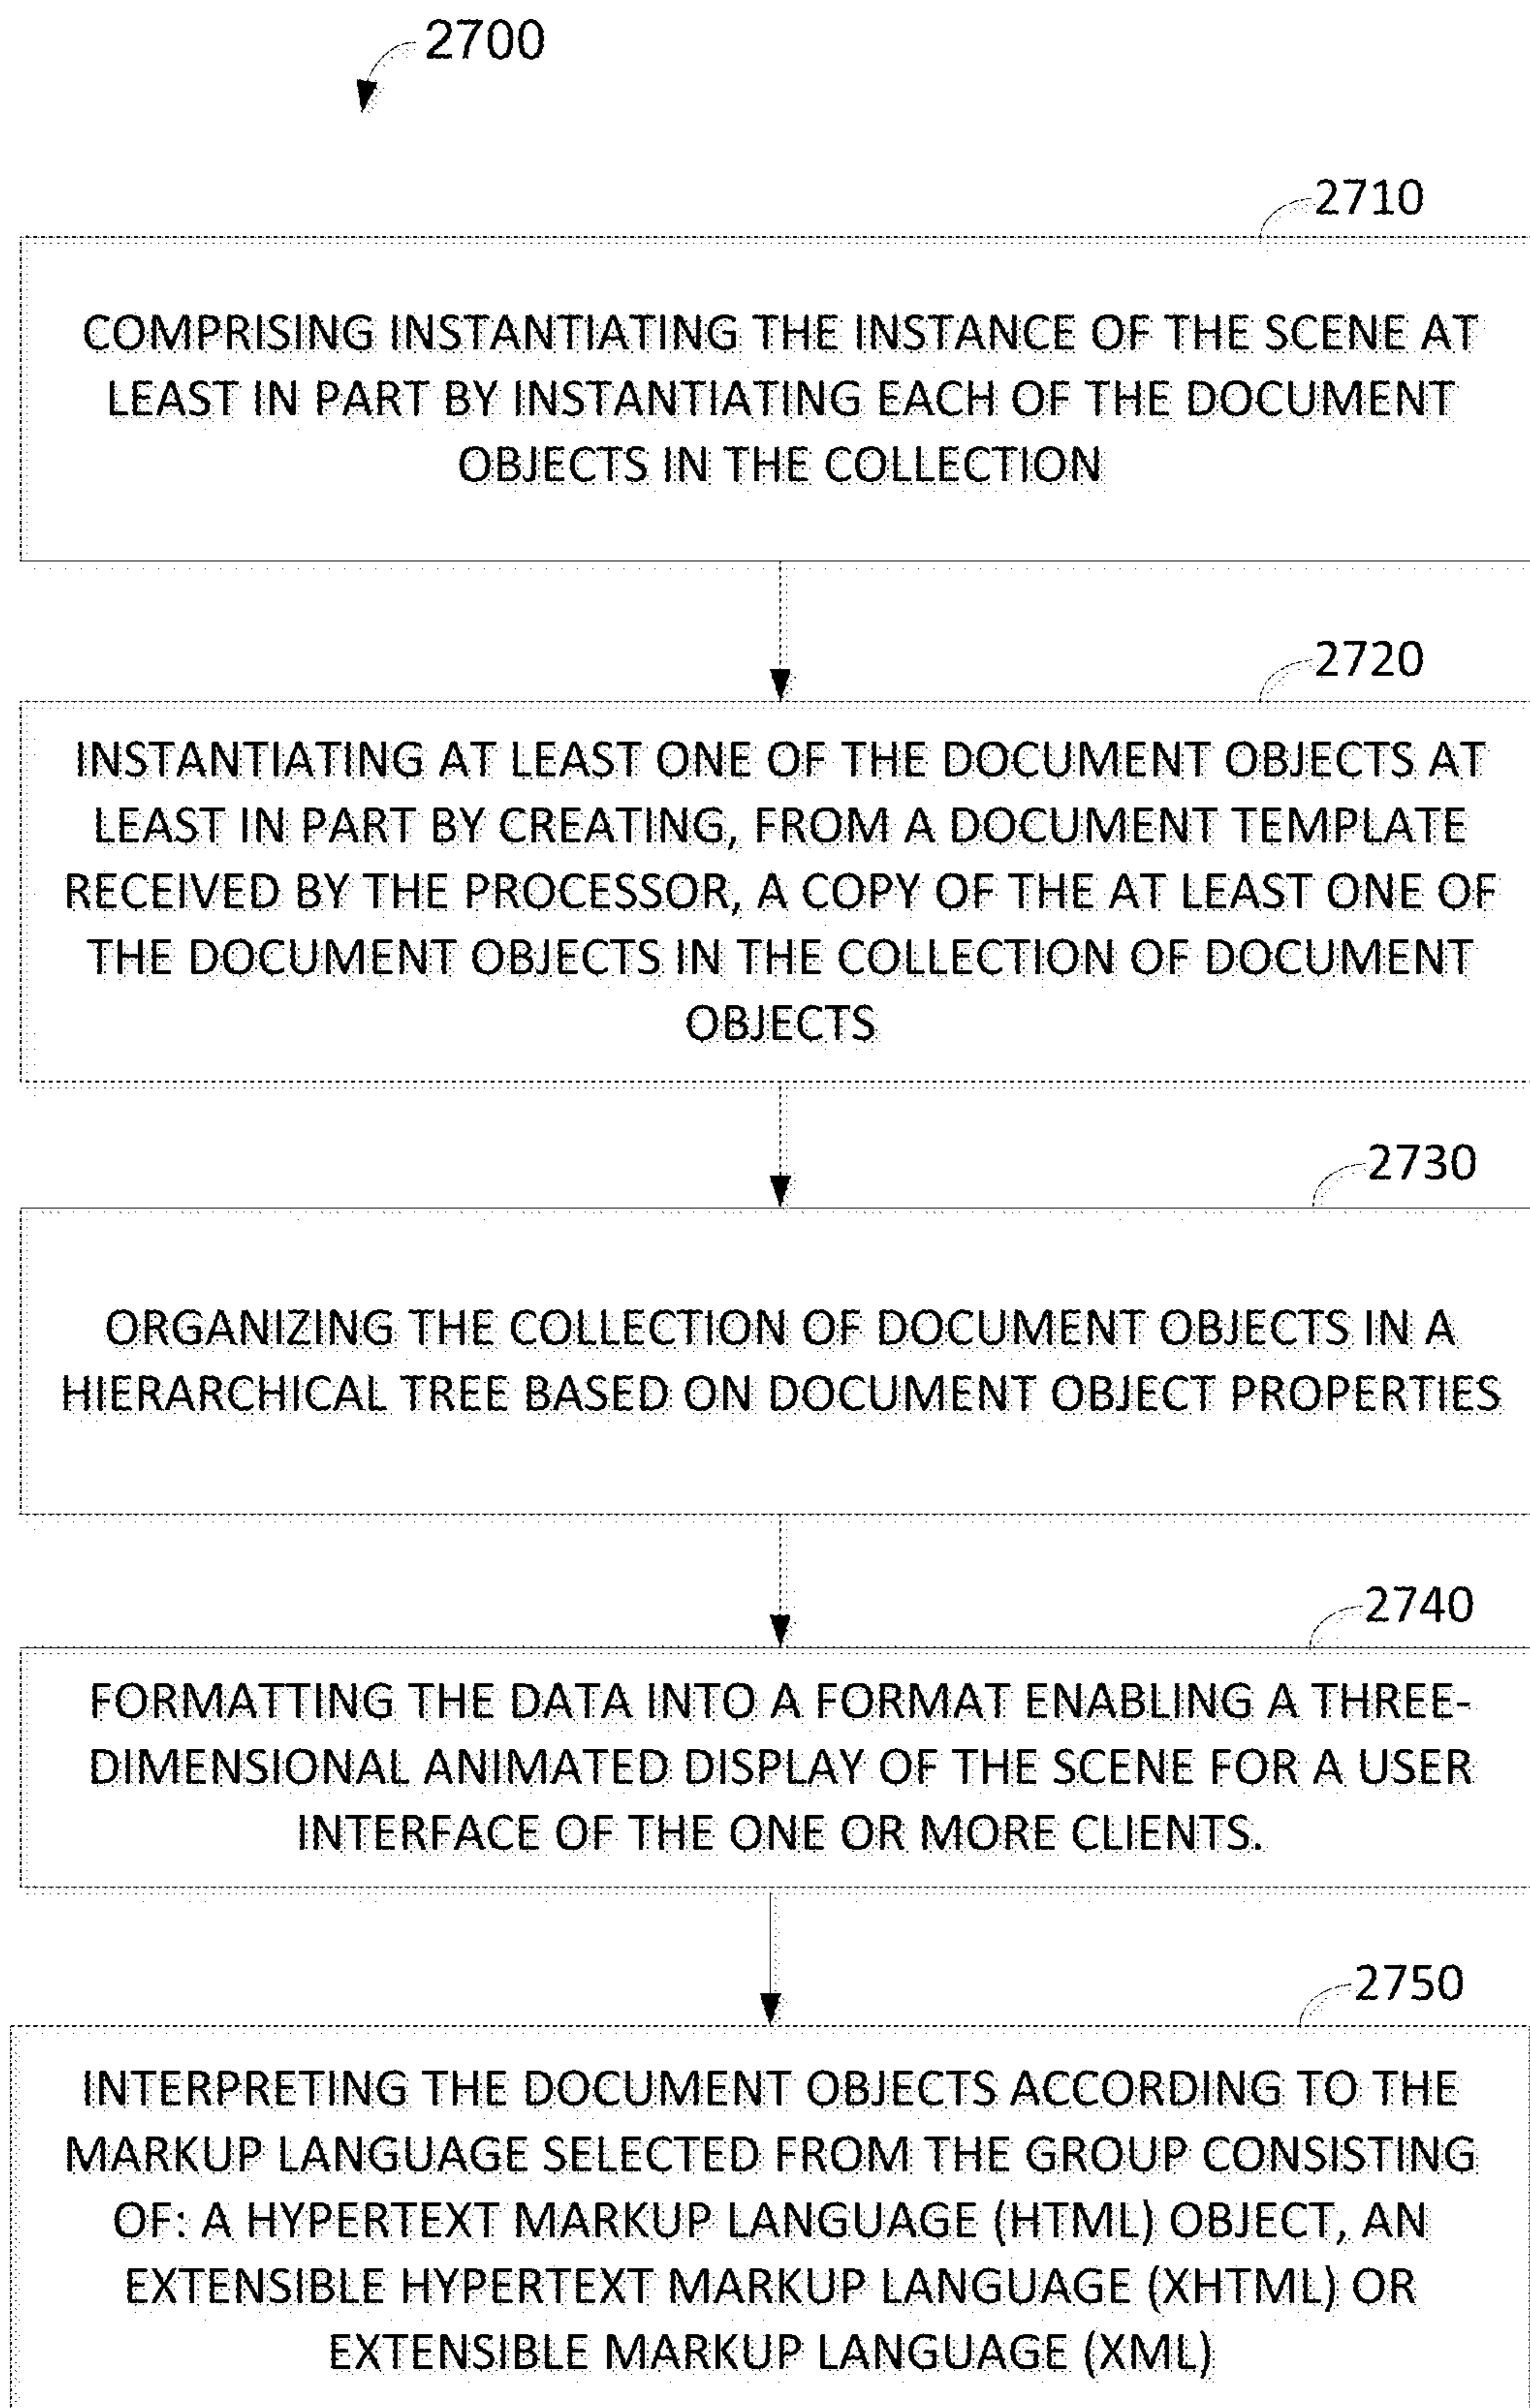 2700
2710
COMPRISING INSTANTIATING THE INSTANCE OF THE SCENE AT
LEAST IN PART BY INSTANTIATING EACH OF THE DOCUMENT
OBJECTS IN THE COLLECTION
2720
INSTANTIATING AT LEAST ONE OF THE DOCUMENT OBJECTS AT
LEAST IN PART BY CREATING, FROM A DOCUMENT TEMPLATE
RECEIVED BY THE PROCESSOR, A COPY OF THE AT LEAST ONE OF
THE DOCUMENT OBJECTS IN THE COLLECTION OF DOCUMENT
OBJECTS
2730
ORGANIZING THE COLLECTION OF DOCUMENT OBJECTS IN A
HIERARCHICAL TREE BASED ON DOCUMENT OBJECT PROPERTIES
2740
FORMATTING THE DATA INTO A FORMAT ENABLING A THREE-
DIMENSIONAL ANIMATED DISPLAY OF THE SCENE FOR A USER
INTERFACE OF THE ONE OR MORE CLIENTS.
2750
INTERPRETING THE DOCUMENT OBJECTS ACCORDING TO THE
MARKUP LANGUAGE SELECTED FROM THE GROUP CONSISTING
OF: A HYPERTEXT MARKUP LANGUAGE (HTML) OBJECT, AN
EXTENSIBLE HYPERTEXT MARKUP LANGUAGE (XHTML) OR
EXTENSIBLE MARKUP LANGUAGE (XML)